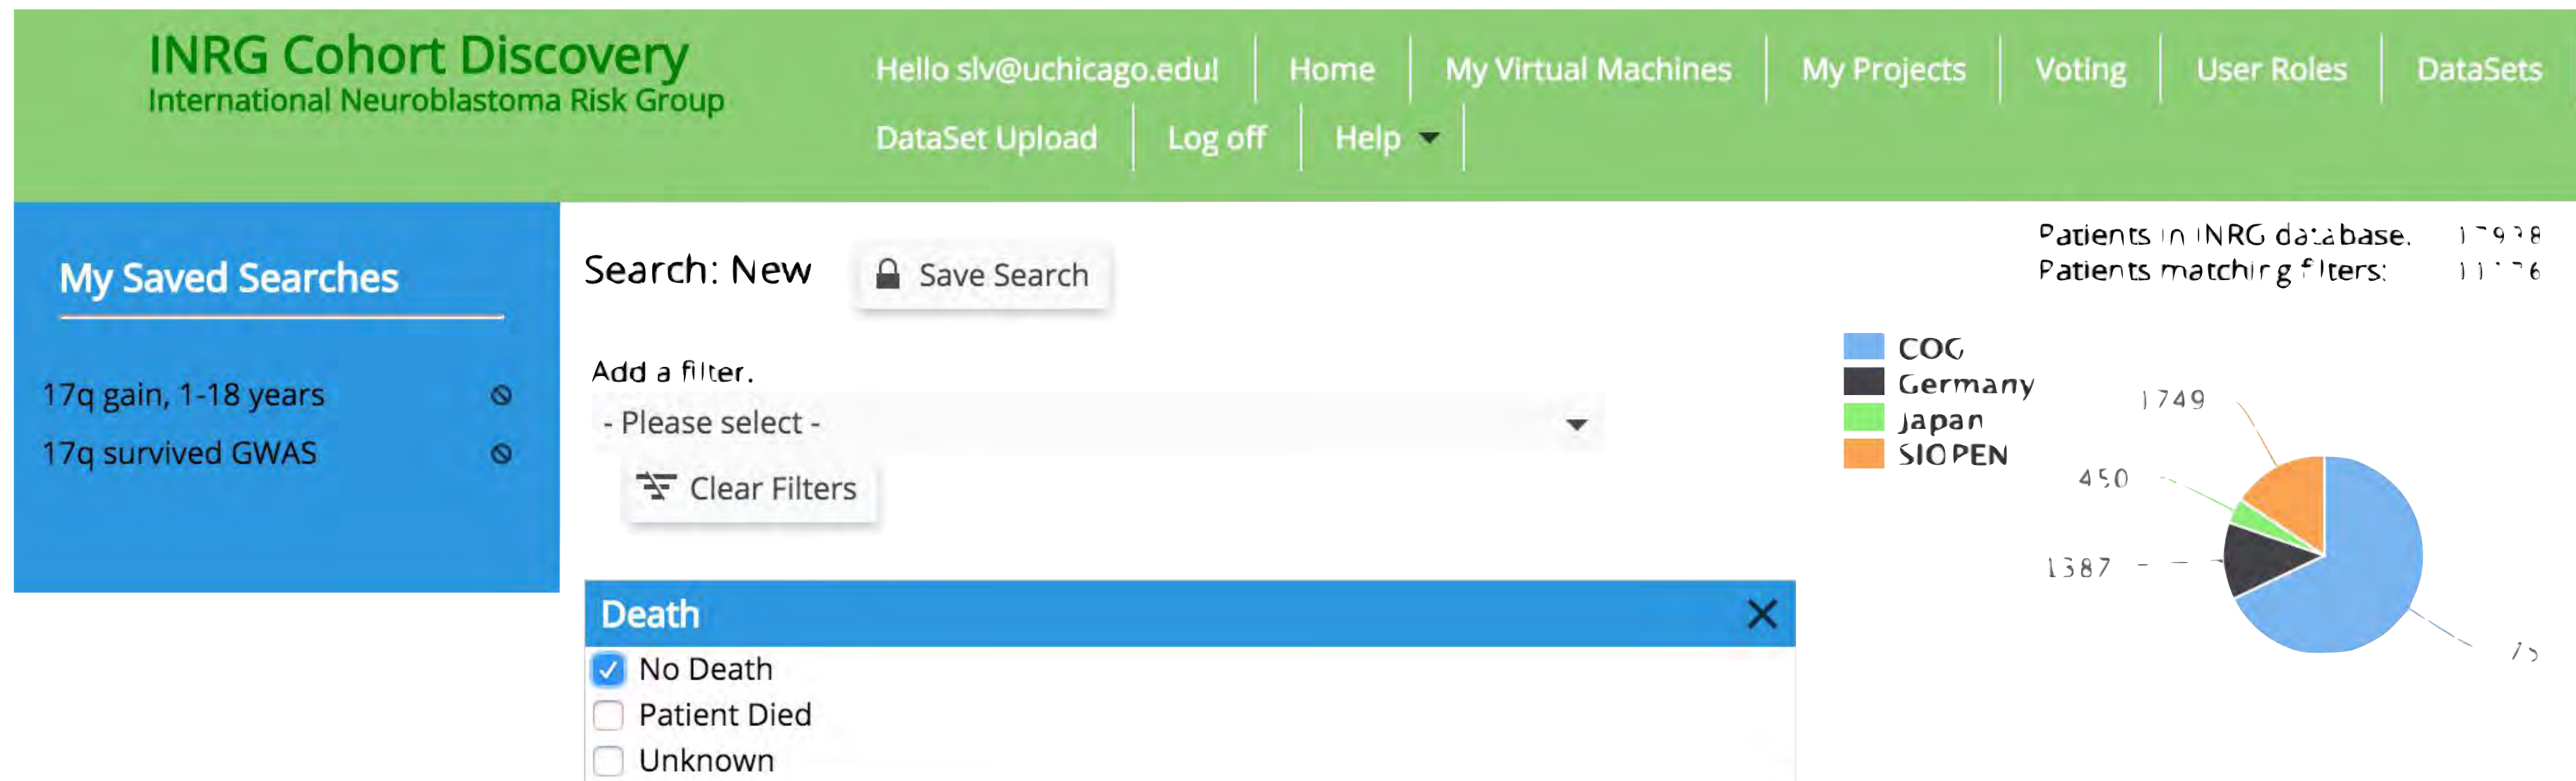 INRG Cohort Discovery
International Neuroblastoma Risk Group
Hello slv@uchicago.edu! Home My Virtual Machines My Projects Voting User Roles DataSets
DataSet Upload Log off Help
My Saved Searches
17q gain, 1-18 years
17q survived GWAS
Search: New Save Search
Add a filter.
- Please select -
Clear Filters
Death
No Death
Patient Died
Unknown
Patients in INRG database.
Patients matching filters:
COG
Germany
Japan
SIOPEN
1749
450
1387